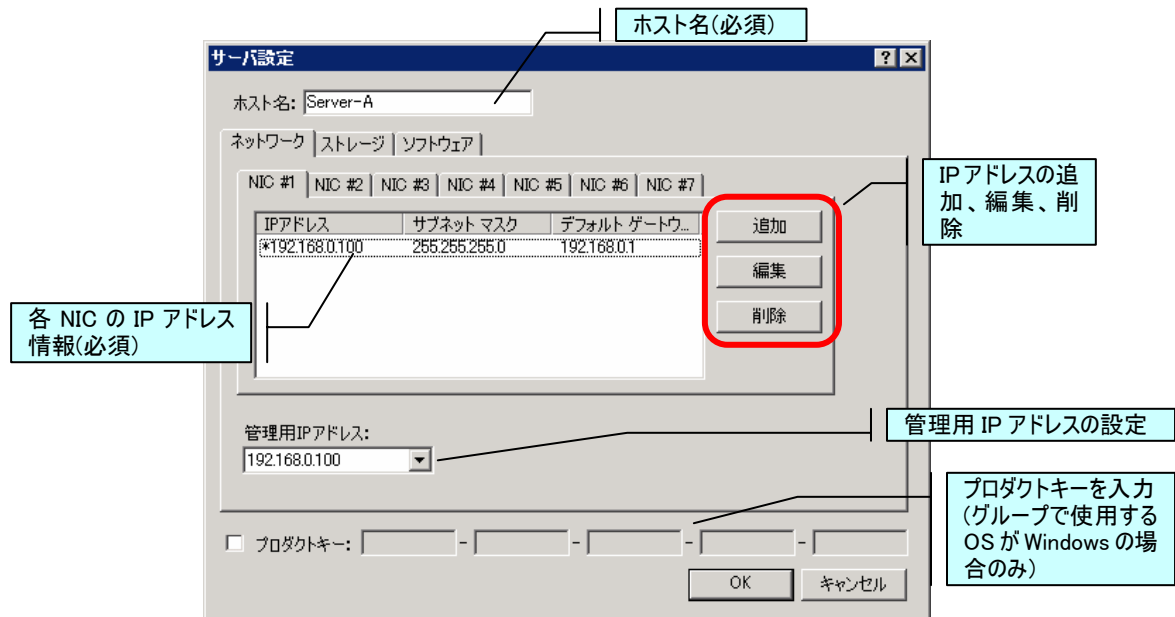 ホスト名(必須)
サーバ設定
ホスト名: Server-A
ネットワーク ストレージ ソフトウェア
NIC #1 NIC #2 NIC #3 NIC #4 NIC #5 NIC #6 NIC #7
IPアドレス サブネット マスク デフォルト ゲートウ...
*192.168.0.100 255.255.255.0 192.168.0.1
追加
編集
削除
IPアドレスの追
加、編集、削
除
各 NIC の IP アドレス
情報(必須)
管理用IPアドレス:
192.168.0.100
管理用 IP アドレスの設定
プロダクトキーを入力
(グループで使用する
OS が Windows の場
合のみ)
プロダクトキー: - - - -
OK キャンセル